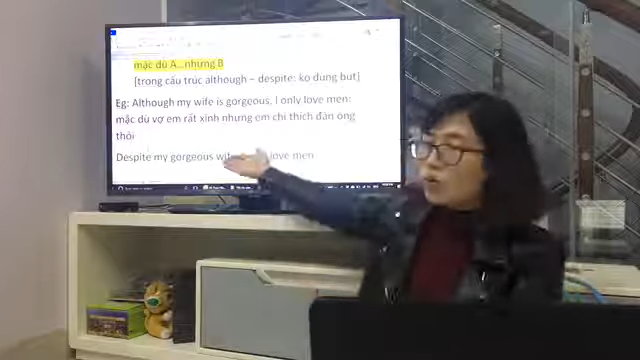 mặc dù A...nhưng B
[trong cấu trúc although – despite: ko dùng but]
Eg: Although my wife is gorgeous, I only love men:
mặc dù vợ em rất xinh nhưng em chỉ thích đàn ông
thôi
Despite my gorgeous wife love men